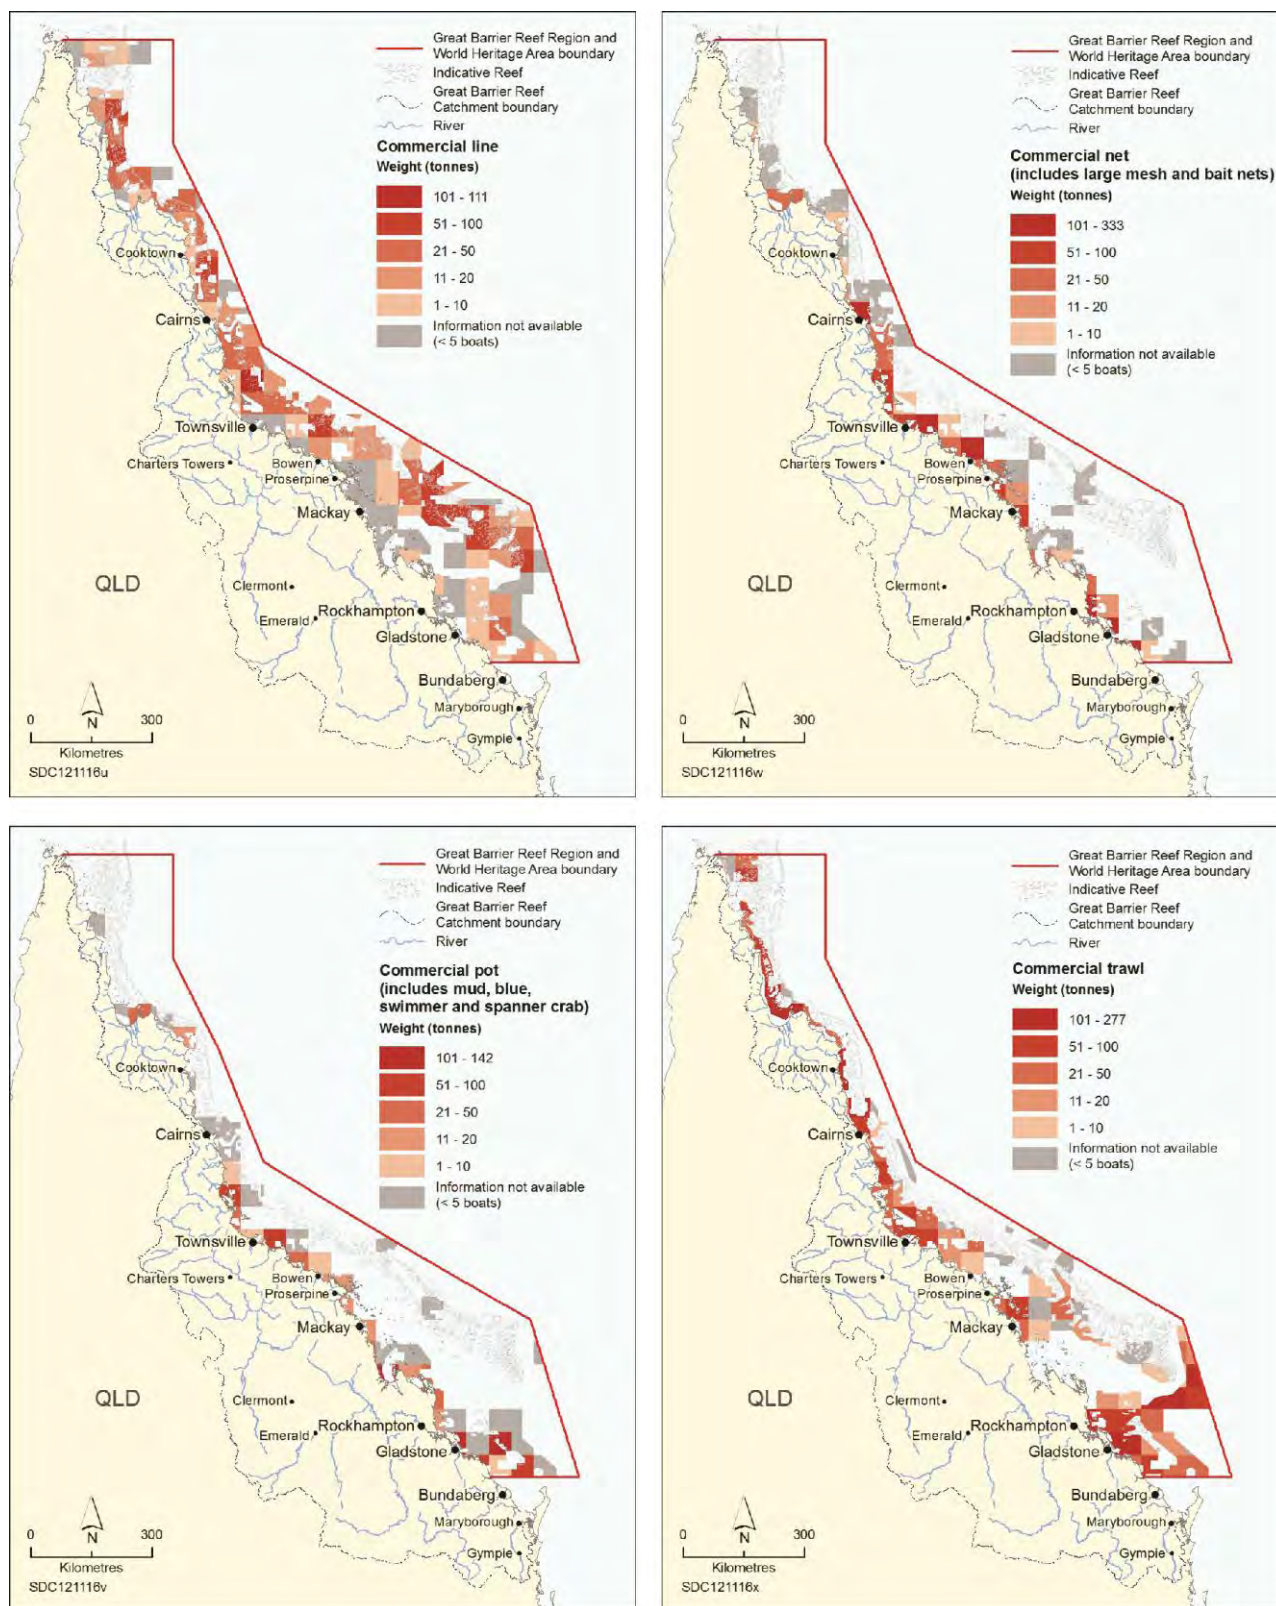 Great Barrier Reef Region and
World Heritage Area boundary
Indicative Reef
Great Barrier Reef
Catchment boundary
River
Commercial line
Weight (tonnes)
101 - 111
51 - 100
21 - 50
11 - 20
1 - 10
Information not available
(< 5 boats)
Cooktown
Cairns
Townsville
Charters Towers
Bowen
Proserpine
Mackay
QLD
Clermont
Emerald
Rockhampton
Gladstone
Bundaberg
Maryborough
Gympie
0 300
N
Kilometres
SDC121116u
Great Barrier Reef Region and
World Heritage Area boundary
Indicative Reef
Great Barrier Reef
Catchment boundary
River
Commercial net
(includes large mesh and bait nets)
Weight (tonnes)
101 - 333
51 - 100
21 - 50
11 - 20
1 - 10
Information not available
(< 5 boats)
Cooktown
Cairns
Townsville
Charters Towers
Bowen
Proserpine
Mackay
QLD
Clermont
Emerald
Rockhampton
Gladstone
Bundaberg
Maryborough
Gympie
0 300
N
Kilometres
SDC121116w
Great Barrier Reef Region and
World Heritage Area boundary
Indicative Reef
Great Barrier Reef
Catchment boundary
River
Commercial pot
(includes mud, blue,
swimmer and spanner crab)
Weight (tonnes)
101 - 142
51 - 100
21 - 50
11 - 20
1 - 10
Information not available
(< 5 boats)
Cooktown
Cairns
Townsville
Charters Towers
Bowen
Proserpine
Mackay
QLD
Clermont
Emerald
Rockhampton
Gladstone
Bundaberg
Maryborough
Gympie
0 300
N
Kilometres
SDC121116v
Great Barrier Reef Region and
World Heritage Area boundary
Indicative Reef
Great Barrier Reef
Catchment boundary
River
Commercial trawl
Weight (tonnes)
101 - 277
51 - 100
21 - 50
11 - 20
1 - 10
Information not available
(< 5 boats)
Cooktown
Cairns
Townsville
Charters Towers
Bowen
Proserpine
Mackay
QLD
Clermont
Emerald
Rockhampton
Gladstone
Bundaberg
Maryborough
Gympie
0 300
N
Kilometres
SDC121116x